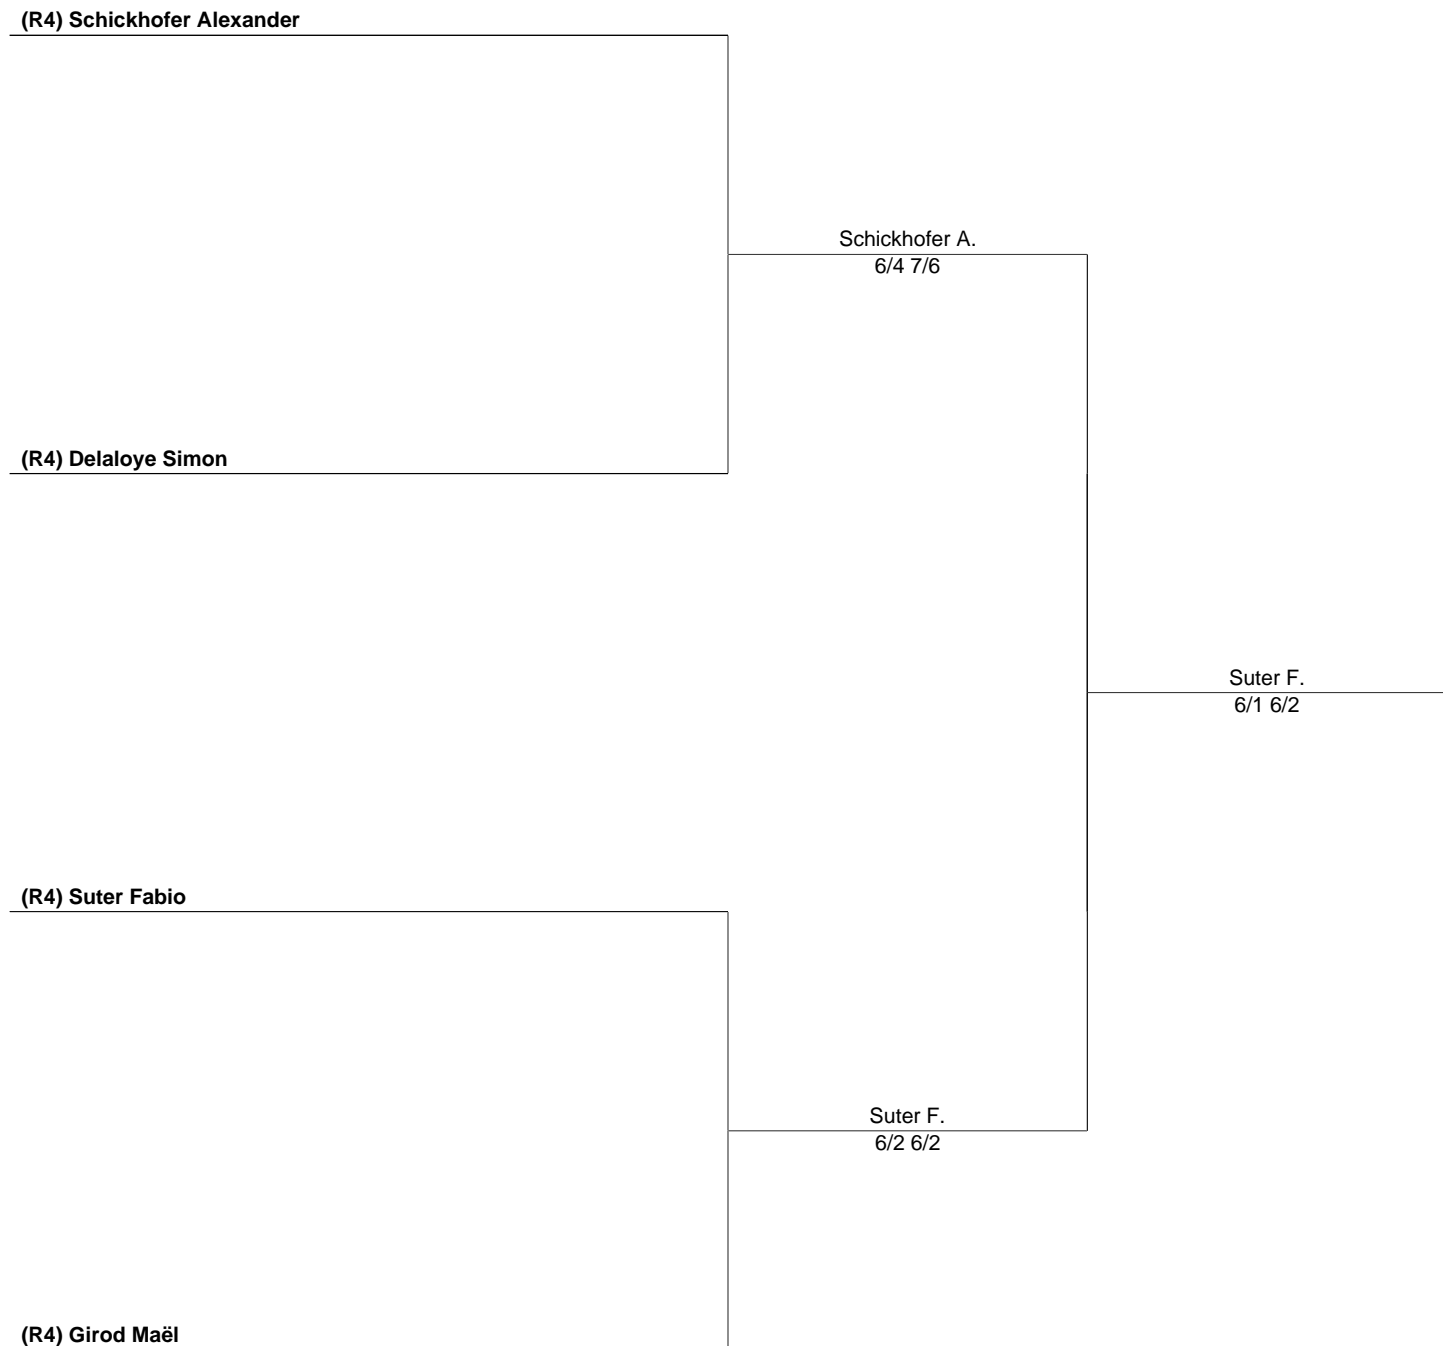 (R4) Schickhofer Alexander
Schickhofer A.
6/4 7/6
(R4) Delaloye Simon
Suter F.
6/1 6/2
(R4) Suter Fabio
Suter F.
6/2 6/2
(R4) Girod Maël